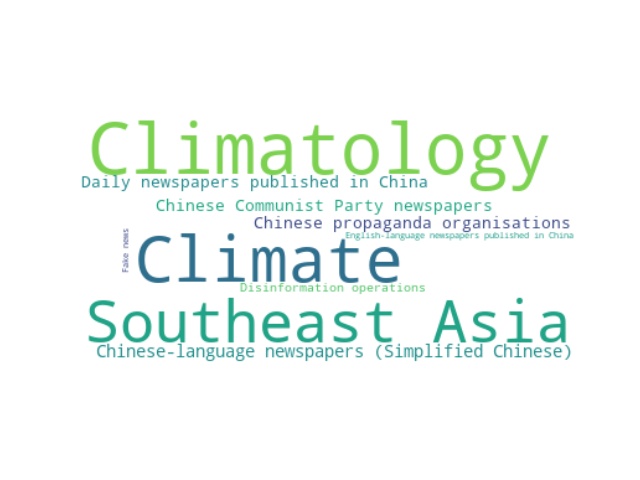 Climatology
Daily newspapers published in China
Chinese Communist Party newspapers
Chinese propaganda organisations
English-language newspapers published in China
Fake news
Climate
Disinformation operations
Southeast Asia
Chinese-language newspapers (Simplified Chinese)